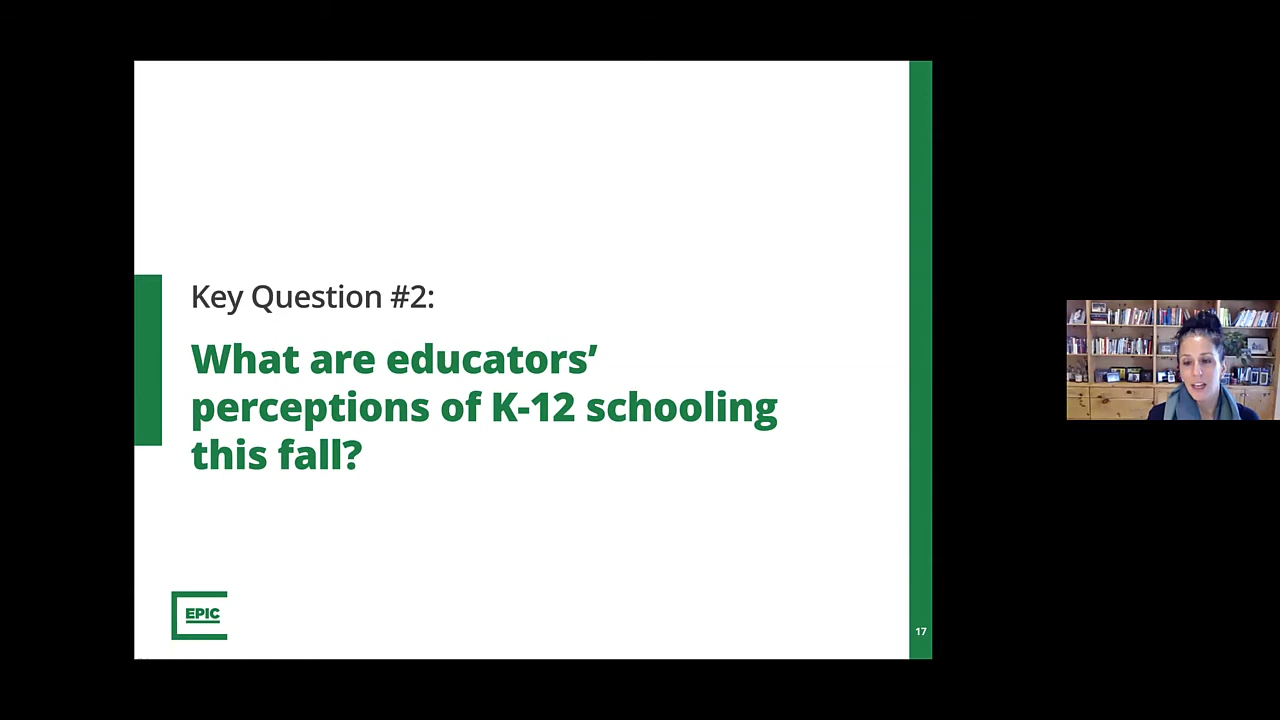 Key Question #2:
What are educators’
perceptions of K-12 schooling
this fall?
EPIC
17